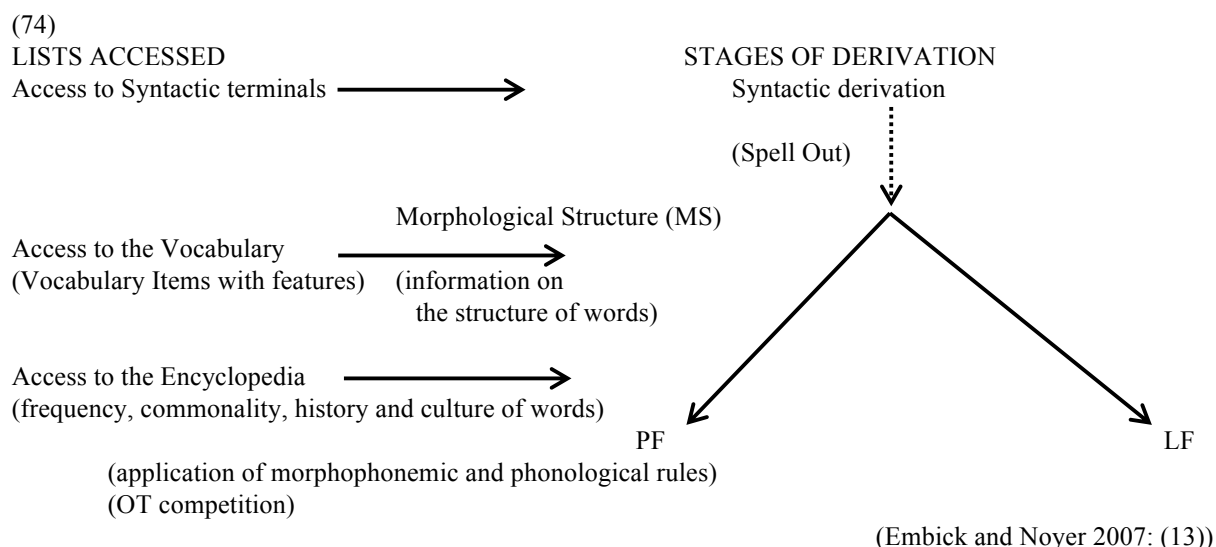 (74)
LISTS ACCESSED STAGES OF DERIVATION
Access to Syntactic terminals Syntactic derivation
(Spell Out)
Morphological Structure (MS)
Access to the Vocabulary
(Vocabulary Items with features) (information on
the structure of words)
Access to the Encyclopedia
(frequency, commonality, history and culture of words)
PF LF
(application of morphophonemic and phonological rules)
(OT competition)
(Embick and Noyer 2007: (13))